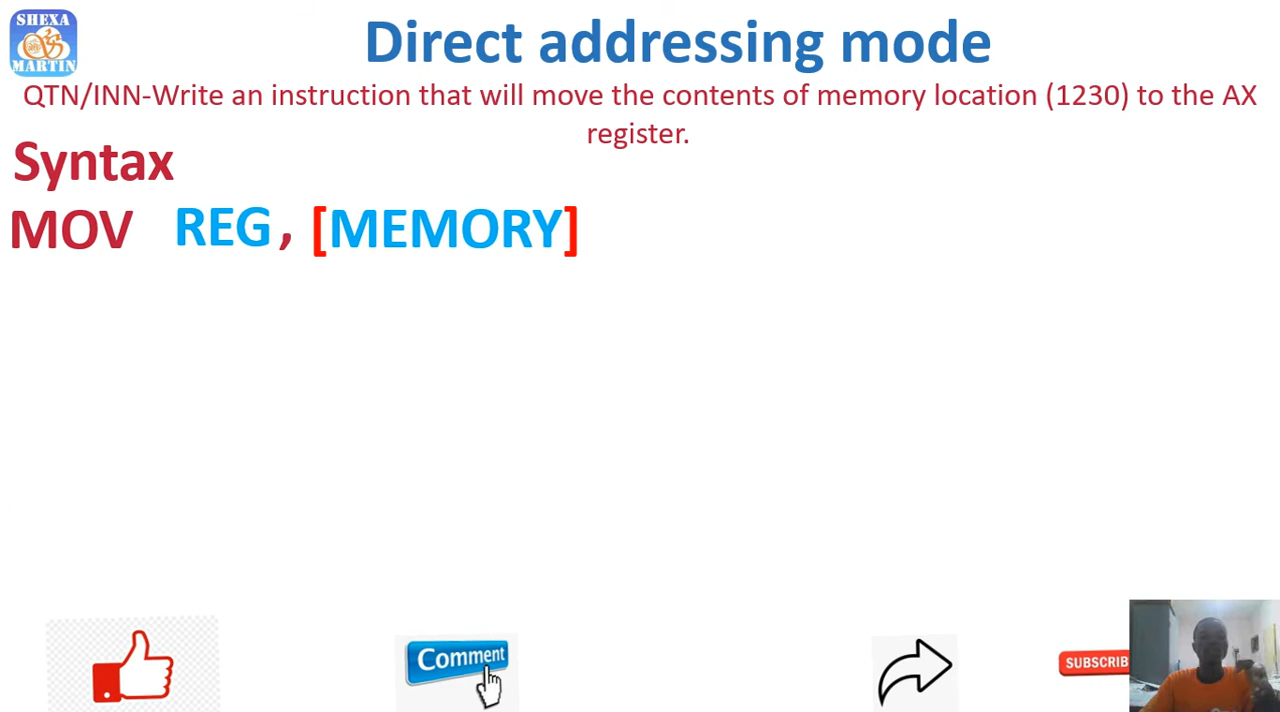 SHEXA
MARTIN
Direct addressing mode
QTN/INN-Write an instruction that will move the contents of memory location (1230) to the AX
register.
Syntax
MOV REG , [MEMORY]
Comment
SUBSCRIB